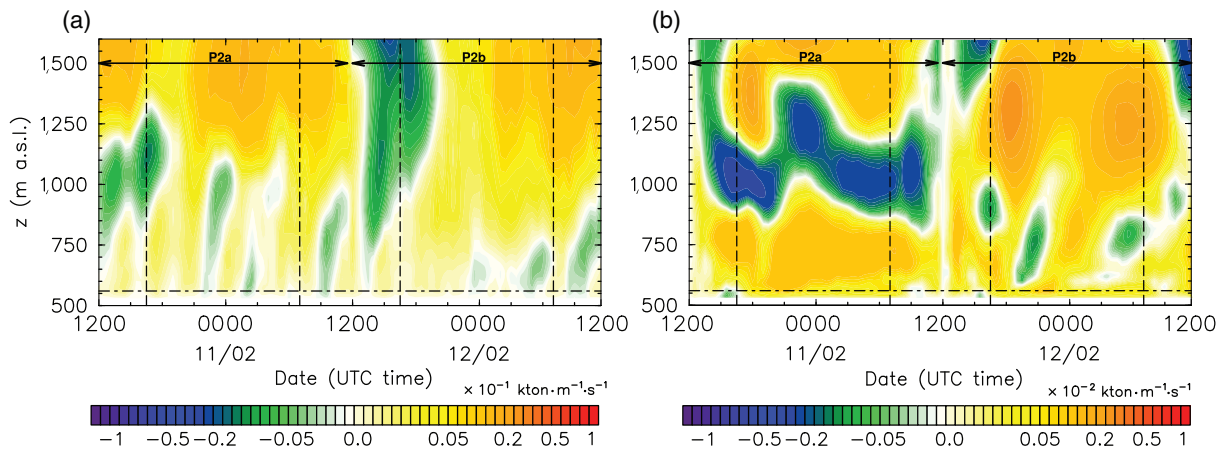 (a)
(b)
P2a P2b
P2a P2b
1,500
1,250
1,000
750
500
z (m a.s.l.)
1,500
1,250
1,000
750
500
1200 0000 1200 0000 1200
11/02 12/02
Date (UTC time)
1200 0000 1200 0000 1200
11/02 12/02
Date (UTC time)
× 10⁻¹ kton·m⁻¹·s⁻¹
−1 −0.5 −0.2 −0.05 0.0 0.05 0.2 0.5 1
× 10⁻² kton·m⁻¹·s⁻¹
−1 −0.5 −0.2 −0.05 0.0 0.05 0.2 0.5 1